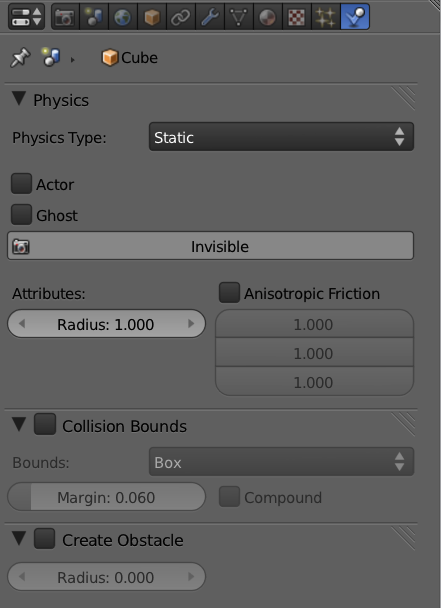 Cube
Physics
Physics Type: Static
Actor
Ghost
Invisible
Attributes: Anisotropic Friction
Radius: 1.000 1.000
1.000
1.000
Collision Bounds
Bounds: Box
Margin: 0.060 Compound
Create Obstacle
Radius: 0.000